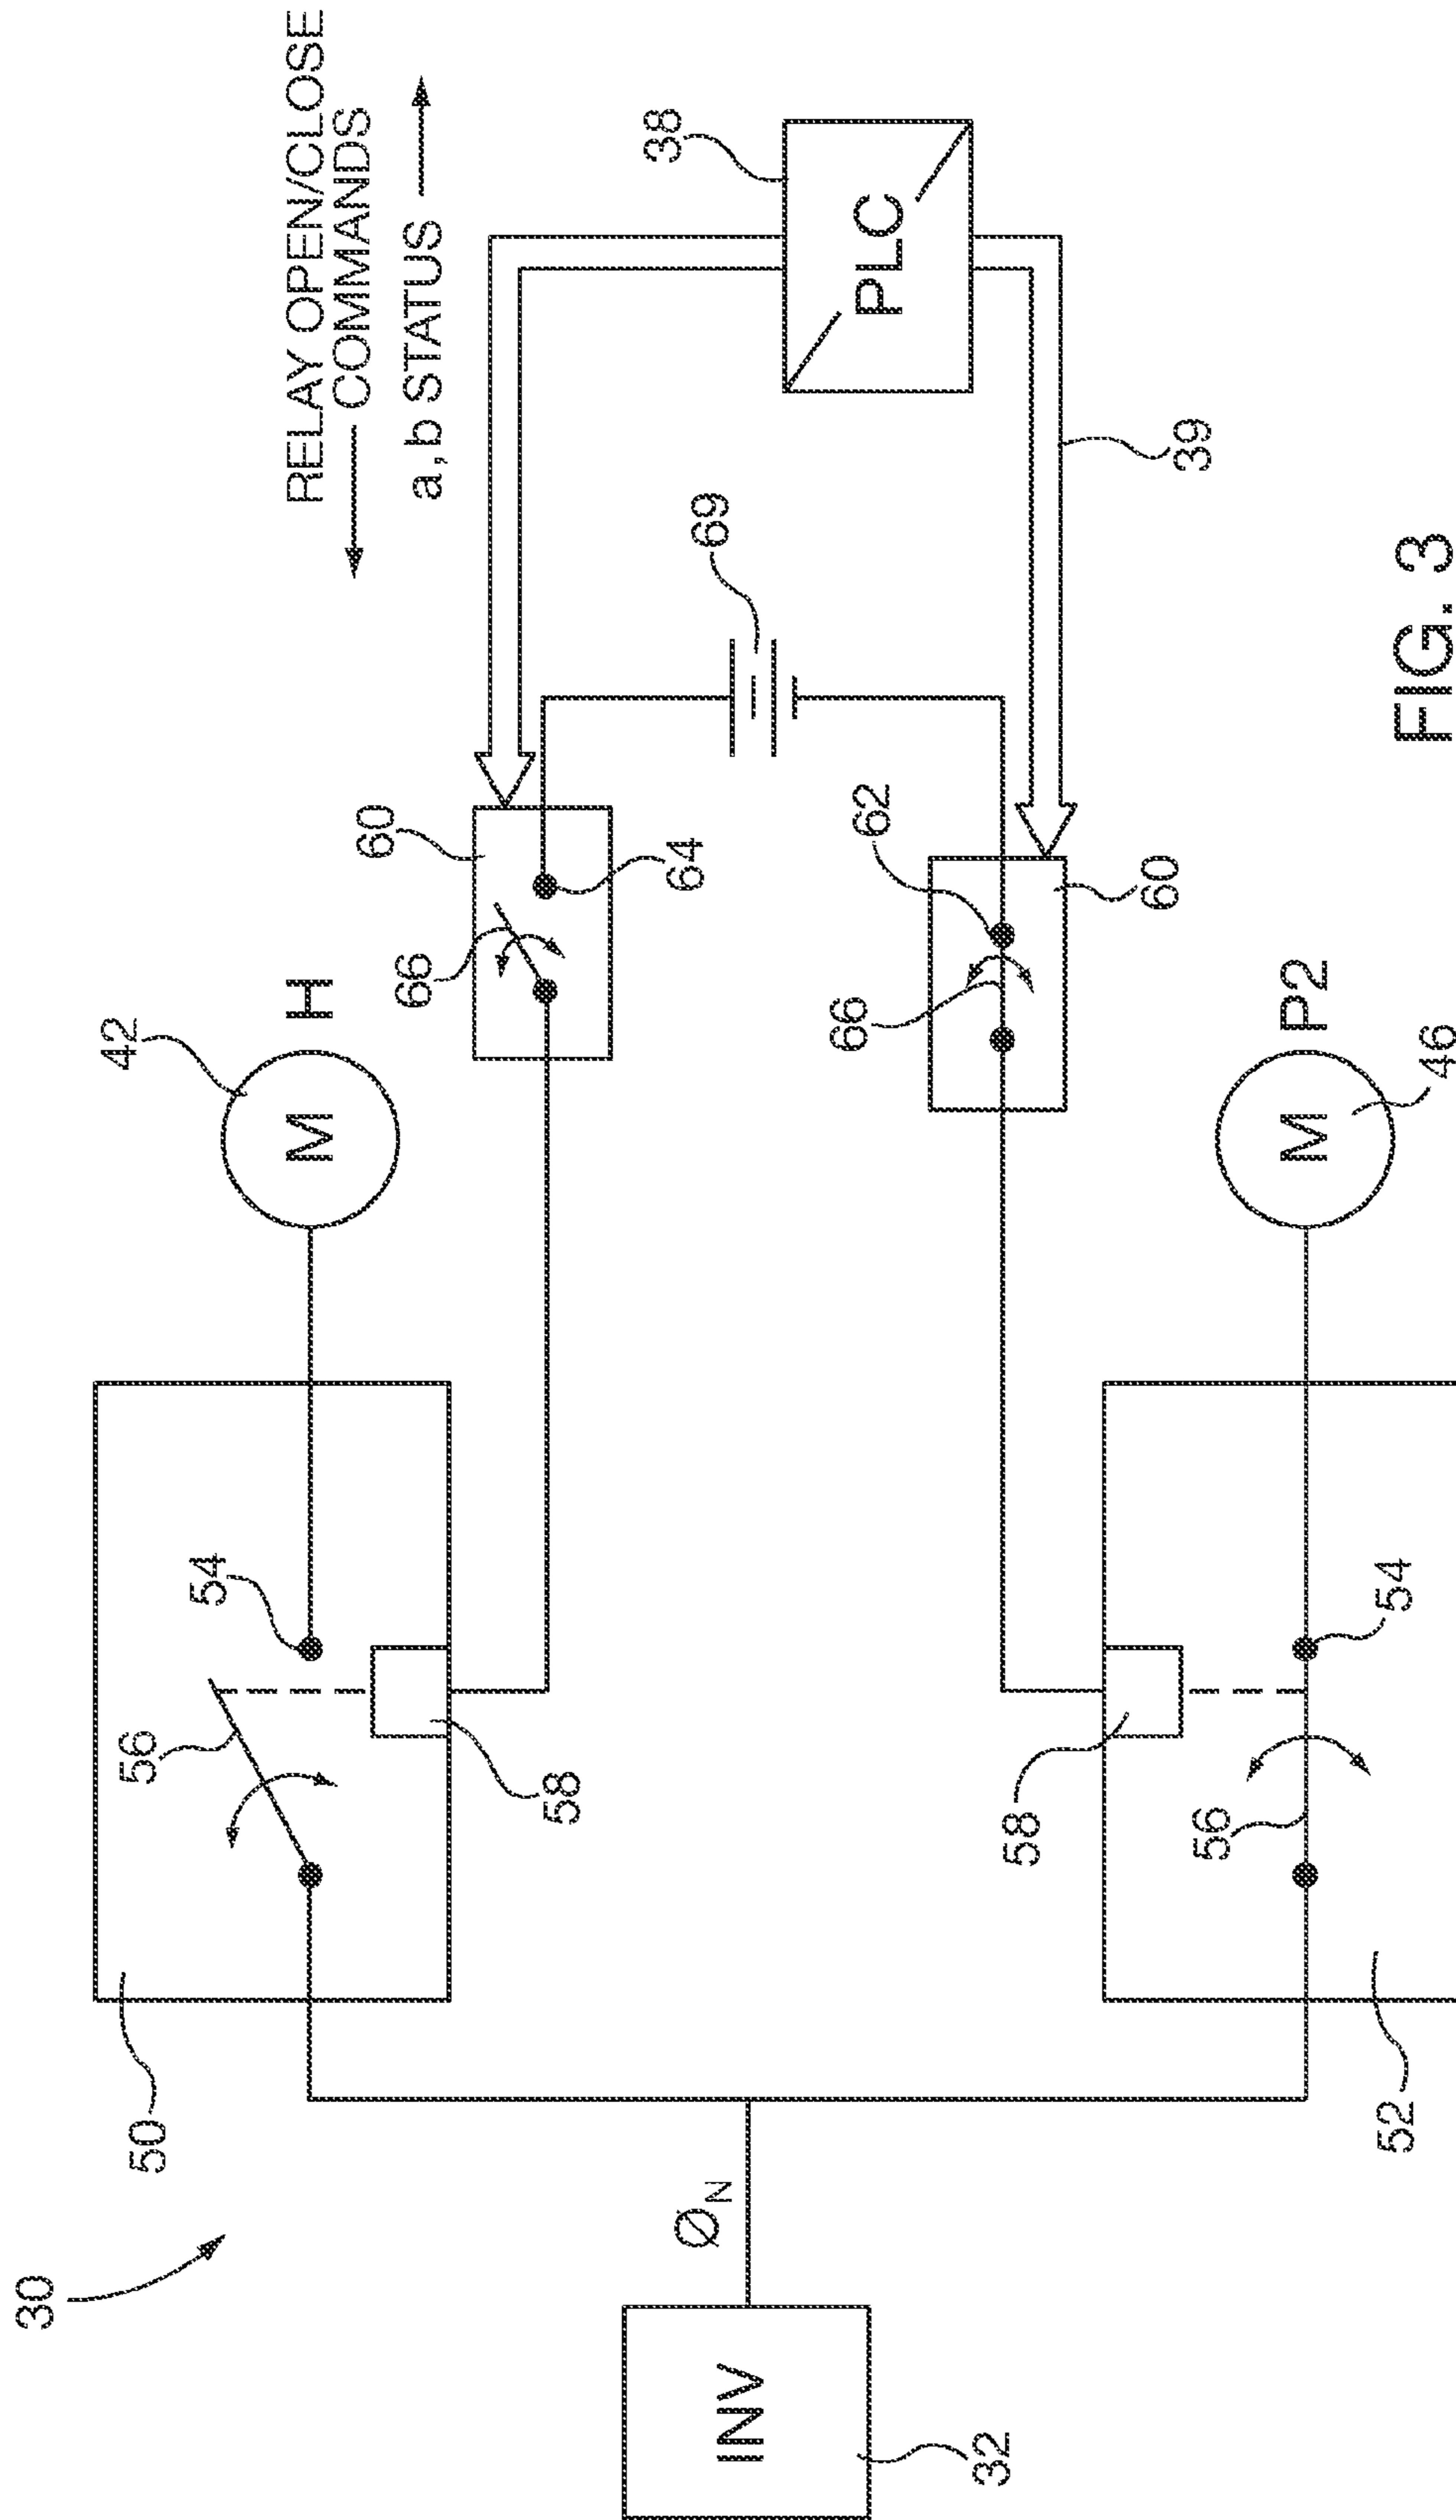 RELAY OPEN/CLOSE
COMMANDS
a,b STATUS
30
50
56
54
42
M
H
58
66
60
64
38
PLC
69
INV
32
ØN
66
62
60
39
58
56
54
52
M
P2
46
FIG. 3